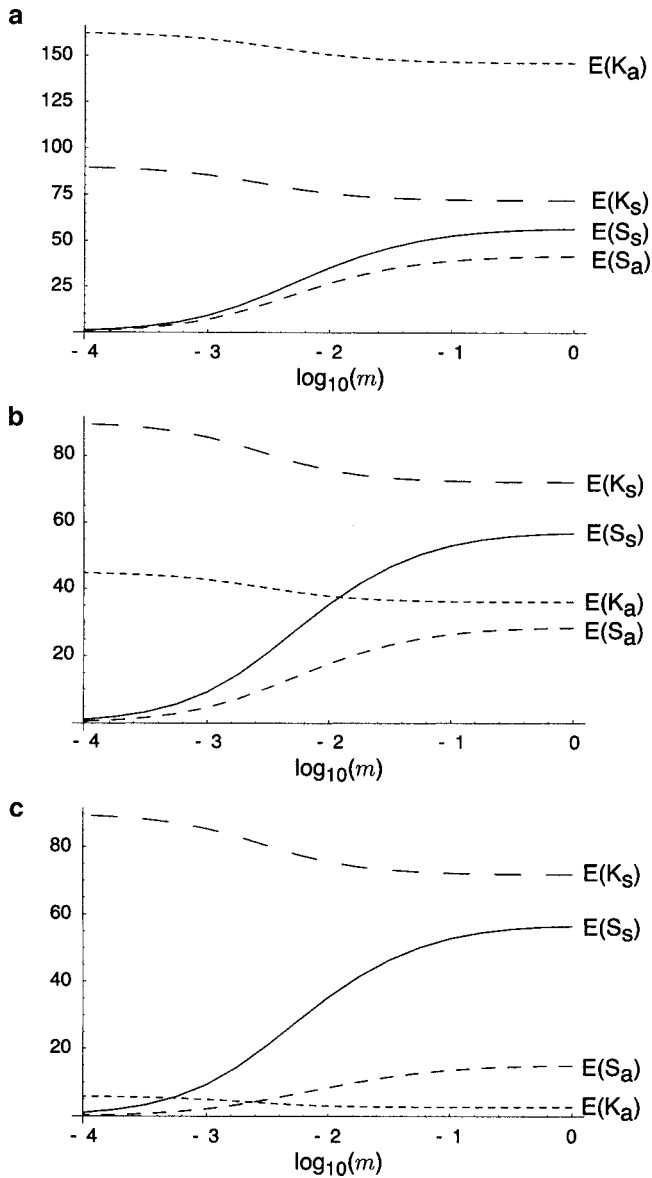 a
150
125
100
75
50
25
E(Ka)
E(Ks)
E(Ss)
E(Sa)
- 4 - 3 - 2 - 1 0
log10(m)
b
80
60
40
20
E(Ks)
E(Ss)
E(Ka)
E(Sa)
- 4 - 3 - 2 - 1 0
log10(m)
c
80
60
40
20
E(Ks)
E(Ss)
E(Sa)
E(Ka)
- 4 - 3 - 2 - 1 0
log10(m)